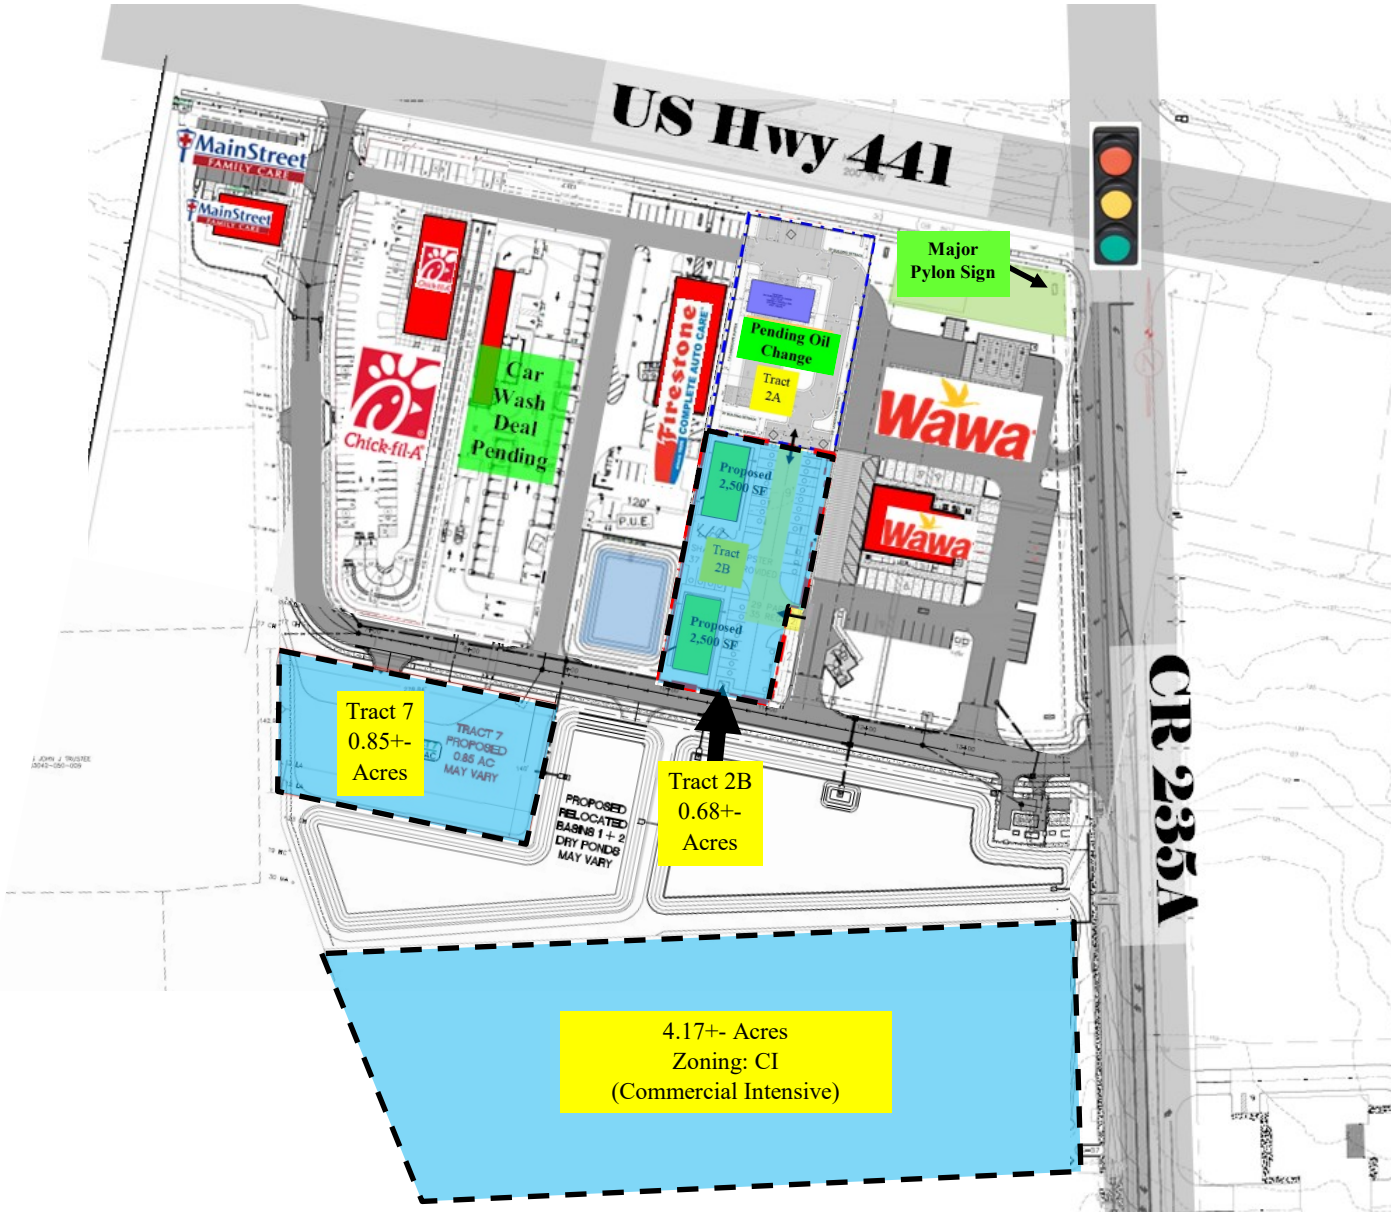 US Hwy 441
MainStreet
FAMILY CARE
MainStreet
FAMILY CARE
Major
Pylon Sign
Chick-fil-A
Chick-fil-A
Car
Wash
Deal
Pending
Firestone
COMPLETE AUTO CARE
Pending Oil
Change
Tract
2A
Wawa
Wawa
Proposed
2,500 SF
120'
P.U.E.
Tract
2B
Proposed
2,500 SF
Tract 7
0.85+-
Acres
TRACT 7
PROPOSED
0.85 AC
MAY VARY
Tract 2B
0.68+-
Acres
PROPOSED
RELOCATED
BASINS 1 + 2
DRY PONDS
MAY VARY
CR 235A
4.17+- Acres
Zoning: CI
(Commercial Intensive)